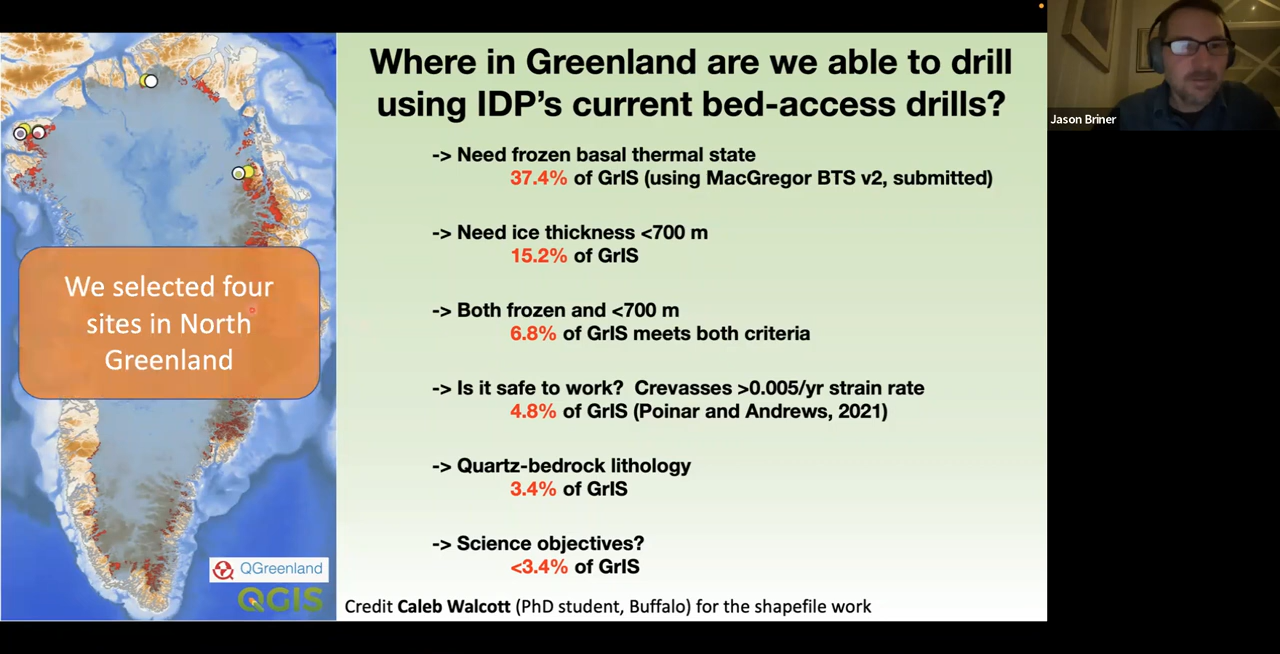 Where in Greenland are we able to drill
using IDP's current bed-access drills?
-> Need frozen basal thermal state
37.4% of GrIS (using MacGregor BTS v2, submitted)
-> Need ice thickness <700 m
15.2% of GrIS
-> Both frozen and <700 m
6.8% of GrIS meets both criteria
-> Is it safe to work?  Crevasses >0.005/yr strain rate
4.8% of GrIS (Poinar and Andrews, 2021)
-> Quartz-bedrock lithology
3.4% of GrIS
-> Science objectives?
<3.4% of GrIS
Credit Caleb Walcott (PhD student, Buffalo) for the shapefile work
We selected four
sites in North
Greenland
QGreenland
QGIS
Jason Briner